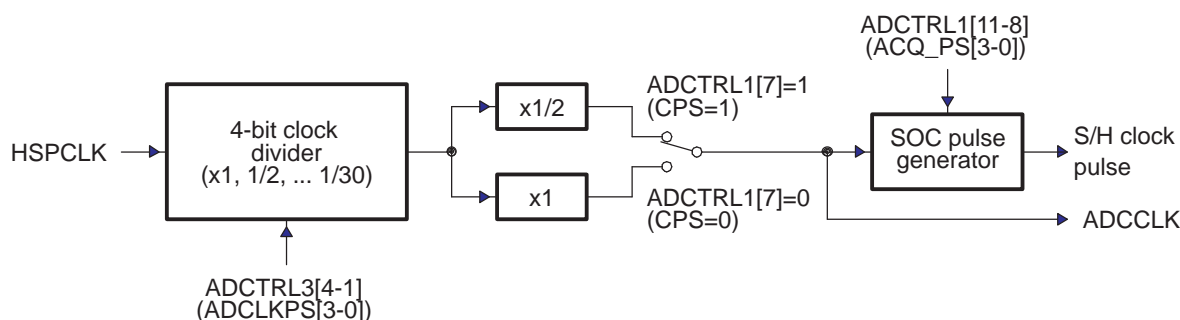 ADCTRL1[11-8]
(ACQ_PS[3-0])
HSPCLK
4-bit clock
divider
(x1, 1/2, ... 1/30)
x1/2
x1
ADCTRL1[7]=1
(CPS=1)
ADCTRL1[7]=0
(CPS=0)
SOC pulse
generator
S/H clock
pulse
ADCCLK
ADCTRL3[4-1]
(ADCLKPS[3-0])